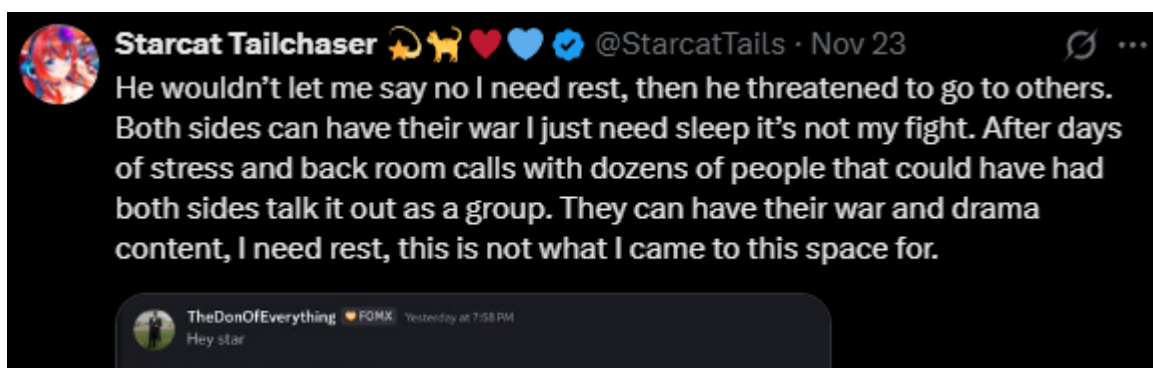 Starcat Tailchaser 💫🐈❤️🩵 @StarcatTails · Nov 23
He wouldn’t let me say no I need rest, then he threatened to go to others.
Both sides can have their war I just need sleep it’s not my fight. After days
of stress and back room calls with dozens of people that could have had
both sides talk it out as a group. They can have their war and drama
content, I need rest, this is not what I came to this space for.
TheDonOfEverything FOMX Yesterday at 7:58 PM
Hey star